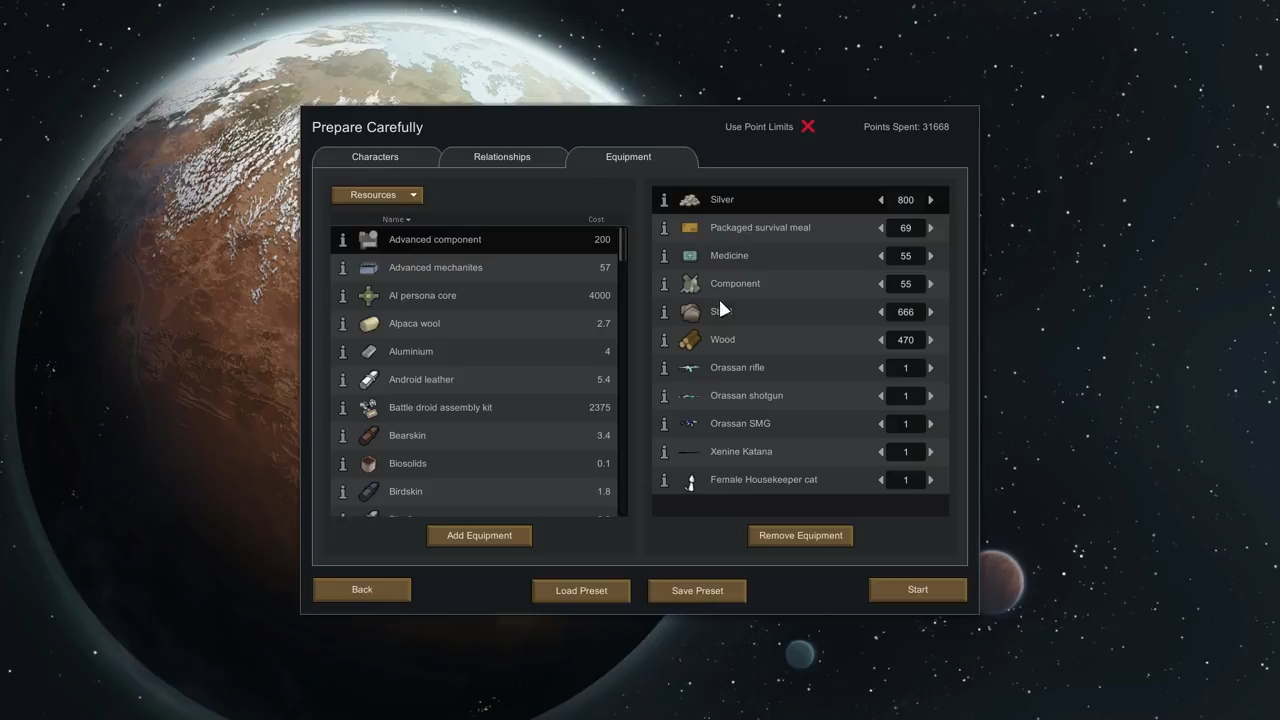 Prepare Carefully
Use Point Limits
Points Spent: 31668
Characters
Relationships
Equipment
Resources
Name
Cost
Advanced component 200
Advanced mechanites 57
AI persona core 4000
Alpaca wool 2.7
Aluminium 4
Android leather 5.4
Battle droid assembly kit 2375
Bearskin 3.4
Biosolids 0.1
Birdskin 1.8
Silver 800
Packaged survival meal 69
Medicine 55
Component 55
666
Wood 470
Orassan rifle 1
Orassan shotgun 1
Orassan SMG 1
Xenine Katana 1
Female Housekeeper cat 1
Add Equipment
Remove Equipment
Back
Load Preset
Save Preset
Start